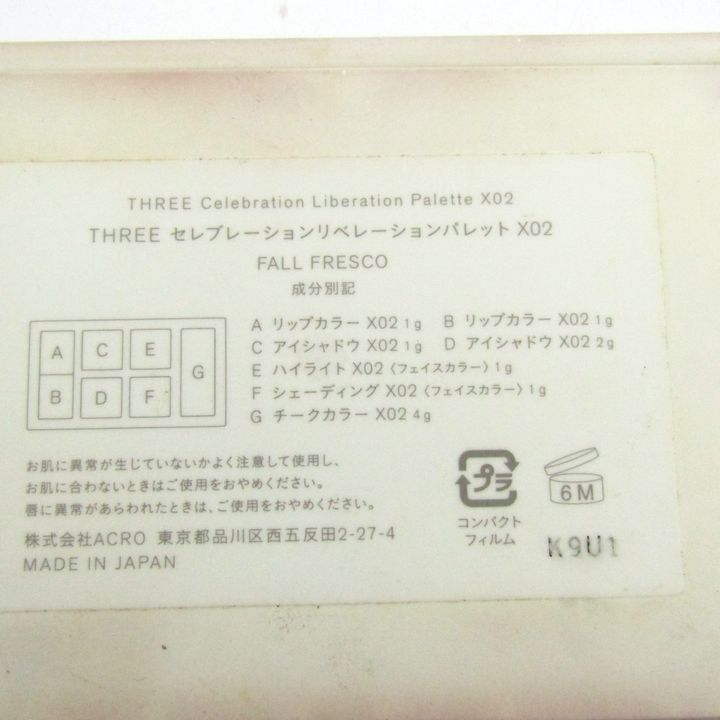 THREE Celebration Liberation Palette X02
THREE セレブレーションリベレーションパレット X02
FALL FRESCO
成分別記
A C E G
B D F
A リップカラー X02 1g B リップカラー X02 1g
C アイシャドウ X02 1g D アイシャドウ X02 2g
E ハイライト X02〈フェイスカラー〉1g
F シェーディング X02〈フェイスカラー〉1g
G チークカラー X02 4g
お肌に異常が生じていないかよく注意して使用し、
お肌に合わないときはご使用をおやめください。
唇に異常があらわれたときは、ご使用をおやめください。
株式会社ACRO 東京都品川区西五反田2-27-4
MADE IN JAPAN
プラ
コンパクト
フィルム
6M
K9U1